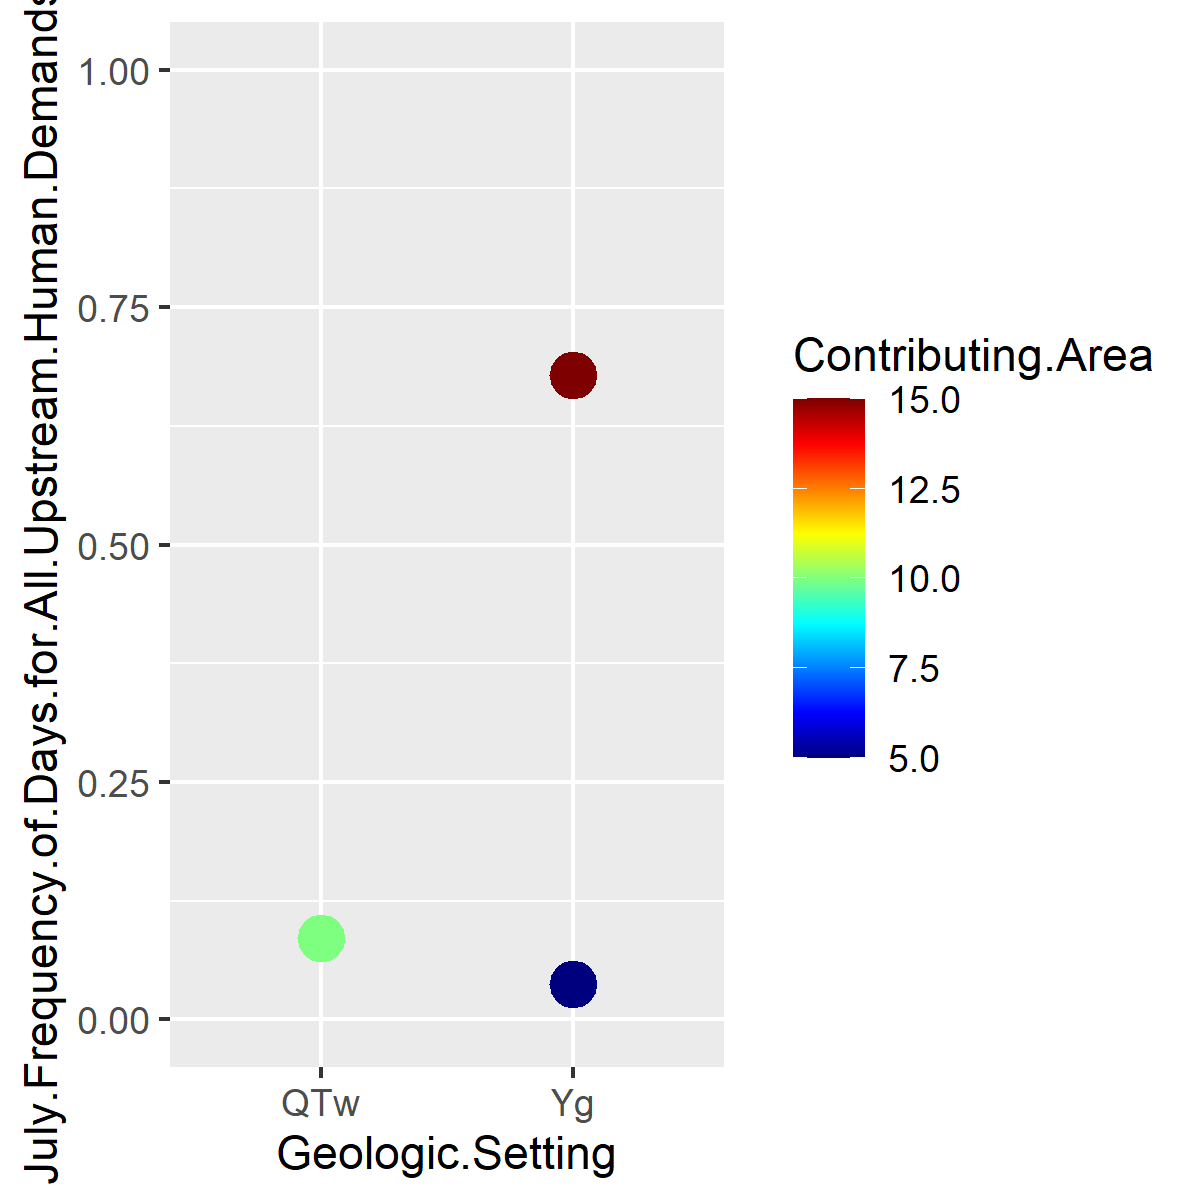 July.Frequency.of.Days.for.All.Upstream.Human.Demands
1.00
0.75
0.50
0.25
0.00
QTw
Yg
Geologic.Setting
Contributing.Area
15.0
12.5
10.0
7.5
5.0